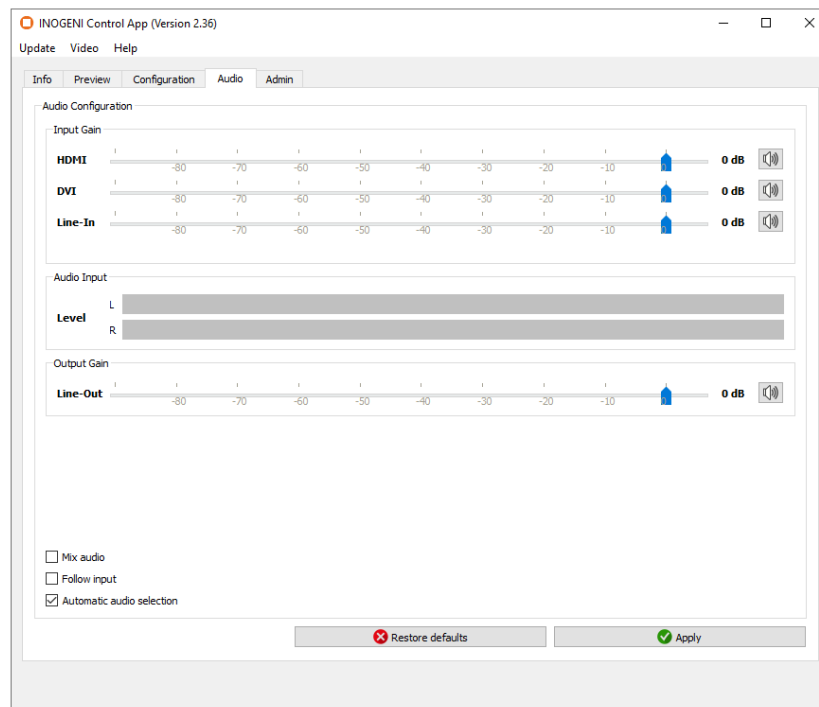 INOGENI Control App (Version 2.36)
Update Video Help
Info Preview Configuration Audio Admin
Audio Configuration
Input Gain
HDMI -80 -70 -60 -50 -40 -30 -20 -10 0 0 dB
DVI -80 -70 -60 -50 -40 -30 -20 -10 0 0 dB
Line-In -80 -70 -60 -50 -40 -30 -20 -10 0 0 dB
Audio Input
L
Level
R
Output Gain
Line-Out -80 -70 -60 -50 -40 -30 -20 -10 0 0 dB
Mix audio
Follow input
Automatic audio selection
Restore defaults Apply